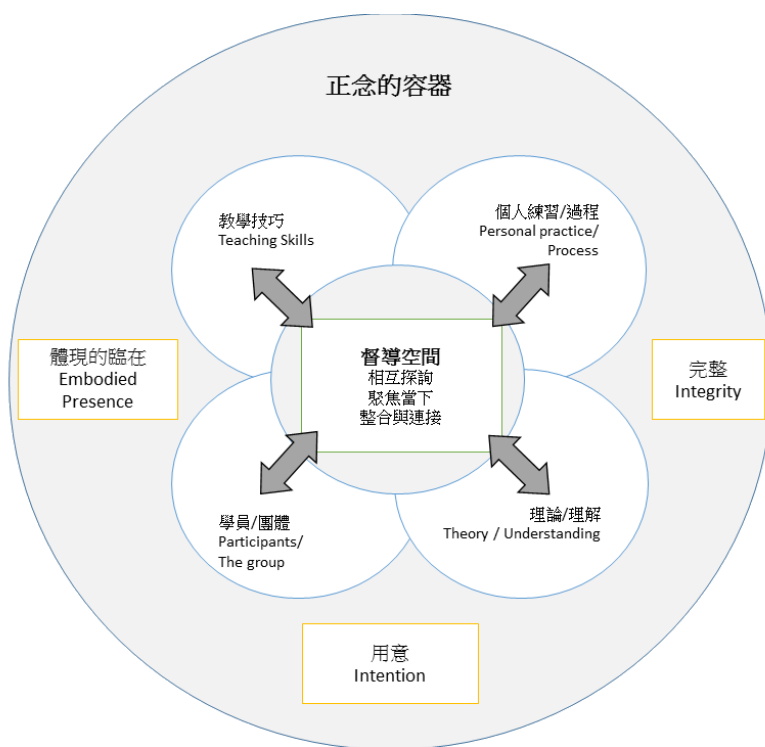 正念的容器
教學技巧
Teaching Skills
個人練習/過程
Personal practice/
Process
體現的臨在
Embodied
Presence
督導空間
相互探詢
聚焦當下
整合與連接
完整
Integrity
學員/團體
Participants/
The group
理論/理解
Theory / Understanding
用意
Intention